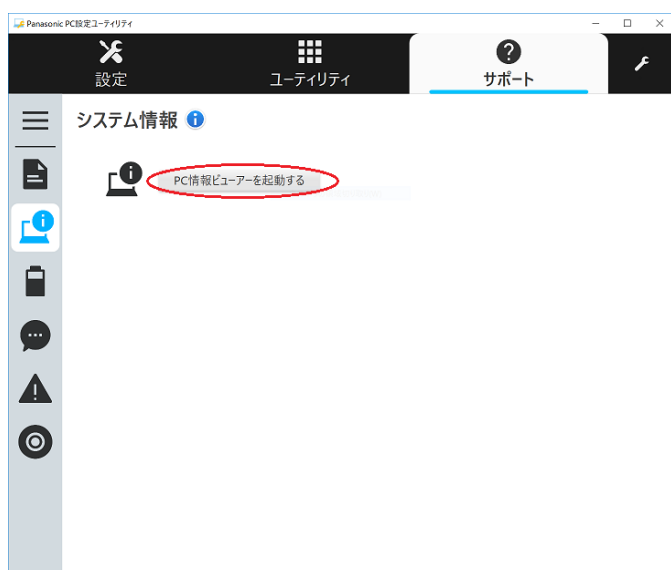 Panasonic PC設定ユーティリティ
設定
ユーティリティ
サポート
システム情報
PC情報ビューアーを起動する